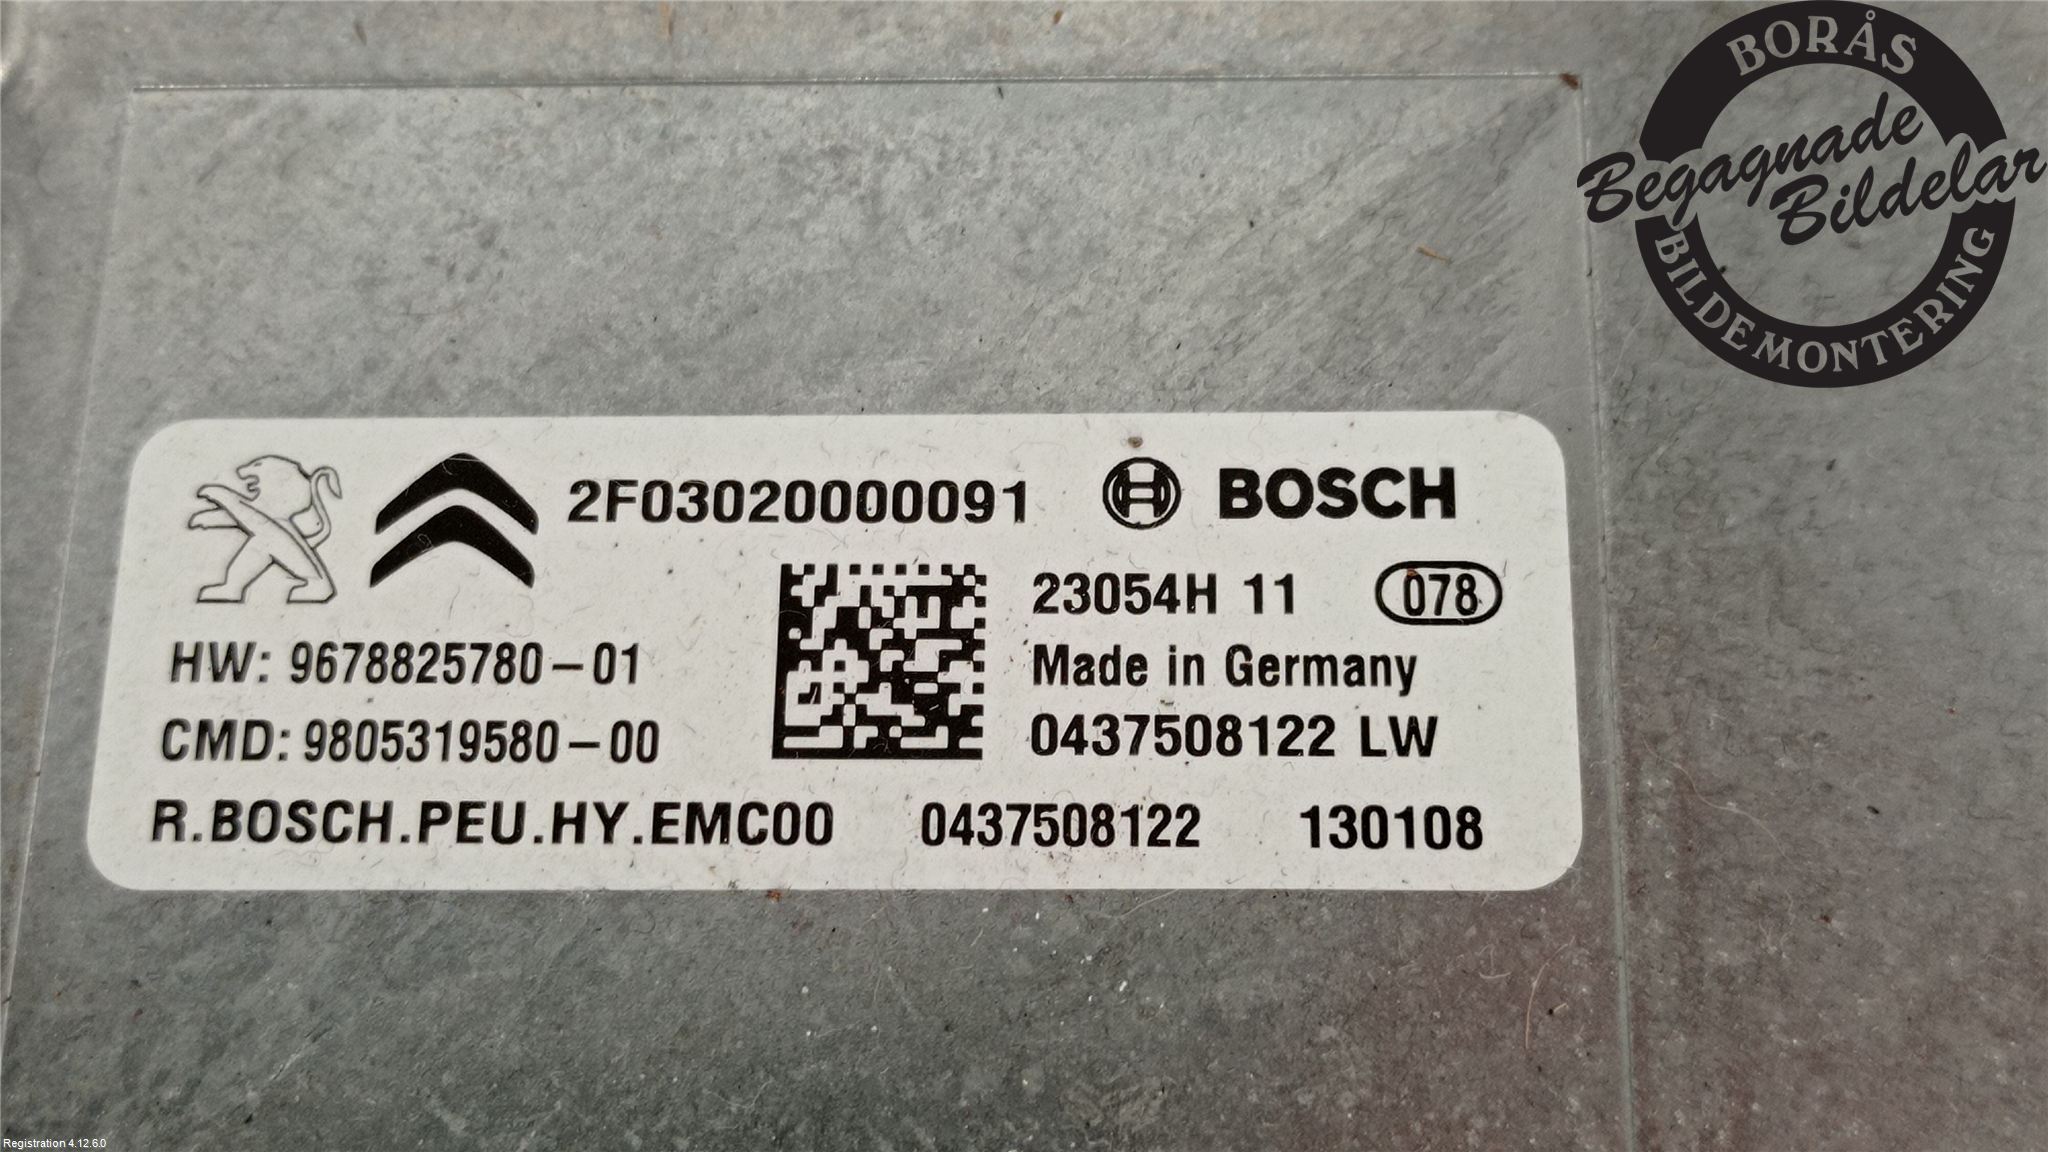 BORÅS
Begagnade
Bildelar
BILDEMONTERING
2F03020000091
BOSCH
23054H 11
078
HW: 9678825780-01
Made in Germany
CMD: 9805319580-00
0437508122 LW
R.BOSCH.PEU.HY.EMC00 0437508122 130108
Registration 4.12.6.0